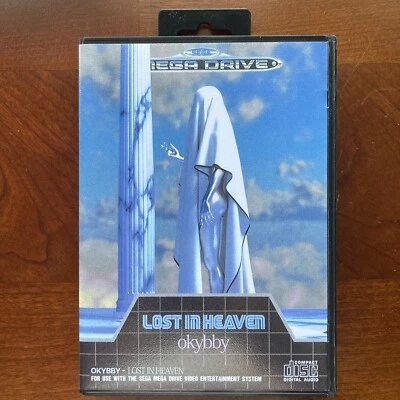 SEGA
MEGA DRIVE
LOST IN HEAVEN
okybby
OKYBBY - LOST IN HEAVEN
FOR USE WITH THE SEGA MEGA DRIVE VIDEO ENTERTAINMENT SYSTEM
COMPACT
disc
DIGITAL AUDIO